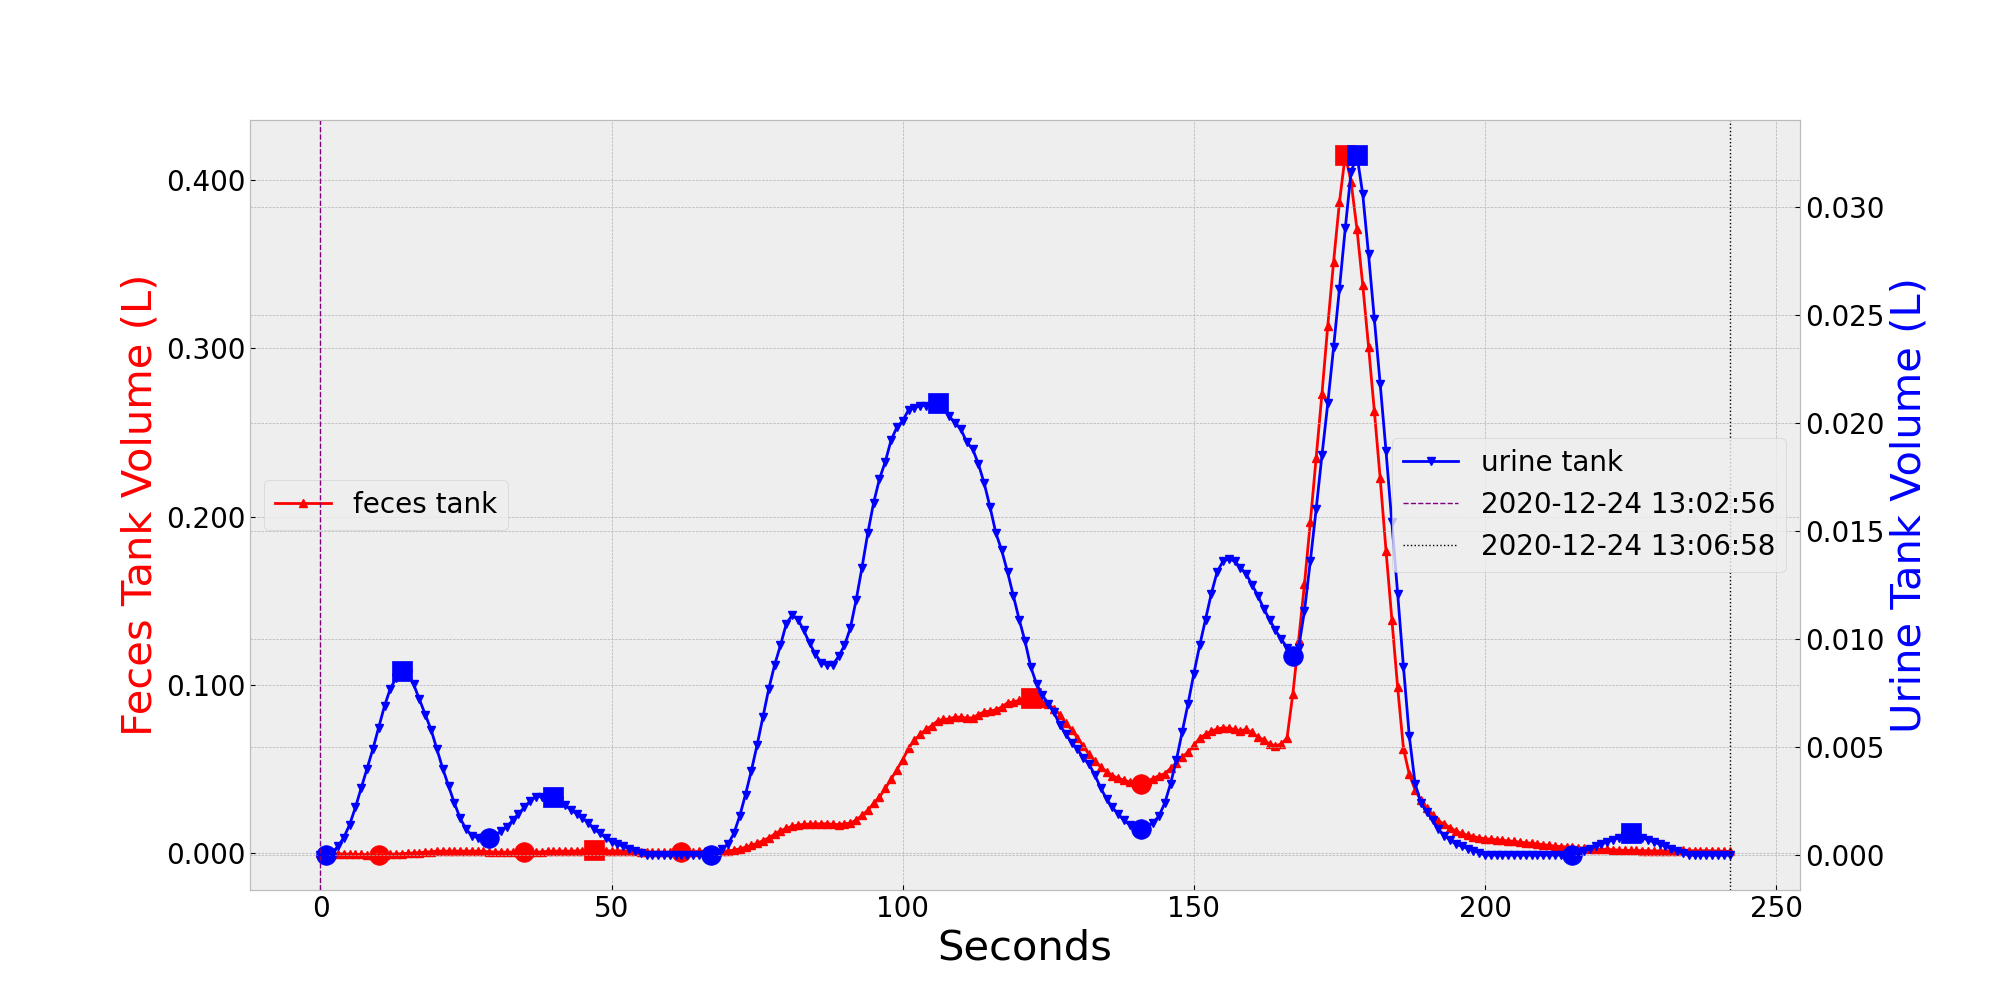 Feces Tank Volume (L)
0.400
0.300
0.200
0.100
0.000
feces tank
0.030
0.025
0.020
0.015
0.010
0.005
0.000
Urine Tank Volume (L)
urine tank
2020-12-24 13:02:56
2020-12-24 13:06:58
0 50 100 150 200 250
Seconds